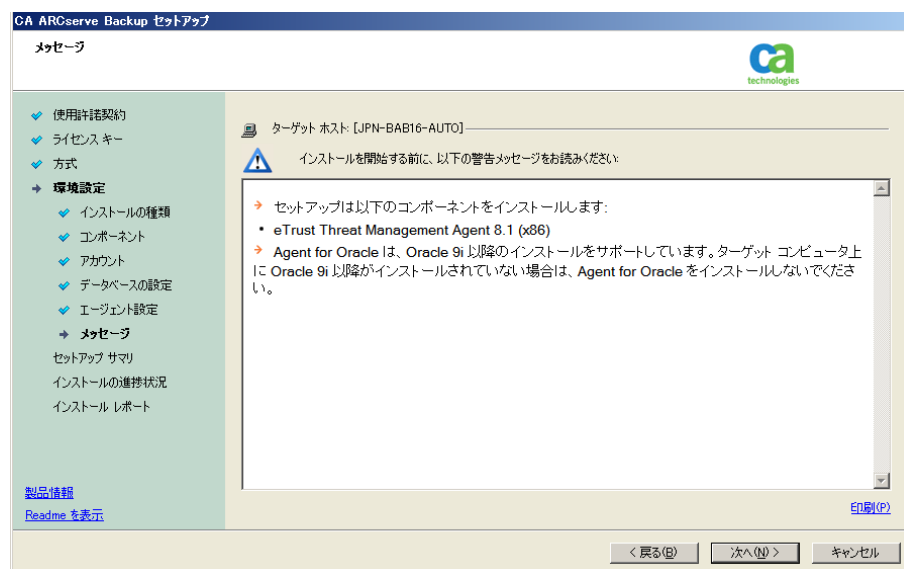 CA ARCserve Backup セットアップ
メッセージ
ca
technologies
使用許諾契約
ライセンス キー
方式
環境設定
インストールの種類
コンポーネント
アカウント
データベースの設定
エージェント設定
メッセージ
セットアップ サマリ
インストールの進捗状況
インストール レポート
製品情報
Readme を表示
ターゲット ホスト: [JPN-BAB16-AUTO]
インストールを開始する前に、以下の警告メッセージをお読みください:
セットアップは以下のコンポーネントをインストールします:
• eTrust Threat Management Agent 8.1 (x86)
Agent for Oracle は、Oracle 9i 以降のインストールをサポートしています。ターゲット コンピュータ上
に Oracle 9i 以降がインストールされていない場合は、Agent for Oracle をインストールしないでくださ
い。
印刷(P)
< 戻る(B)
次へ(N) >
キャンセル